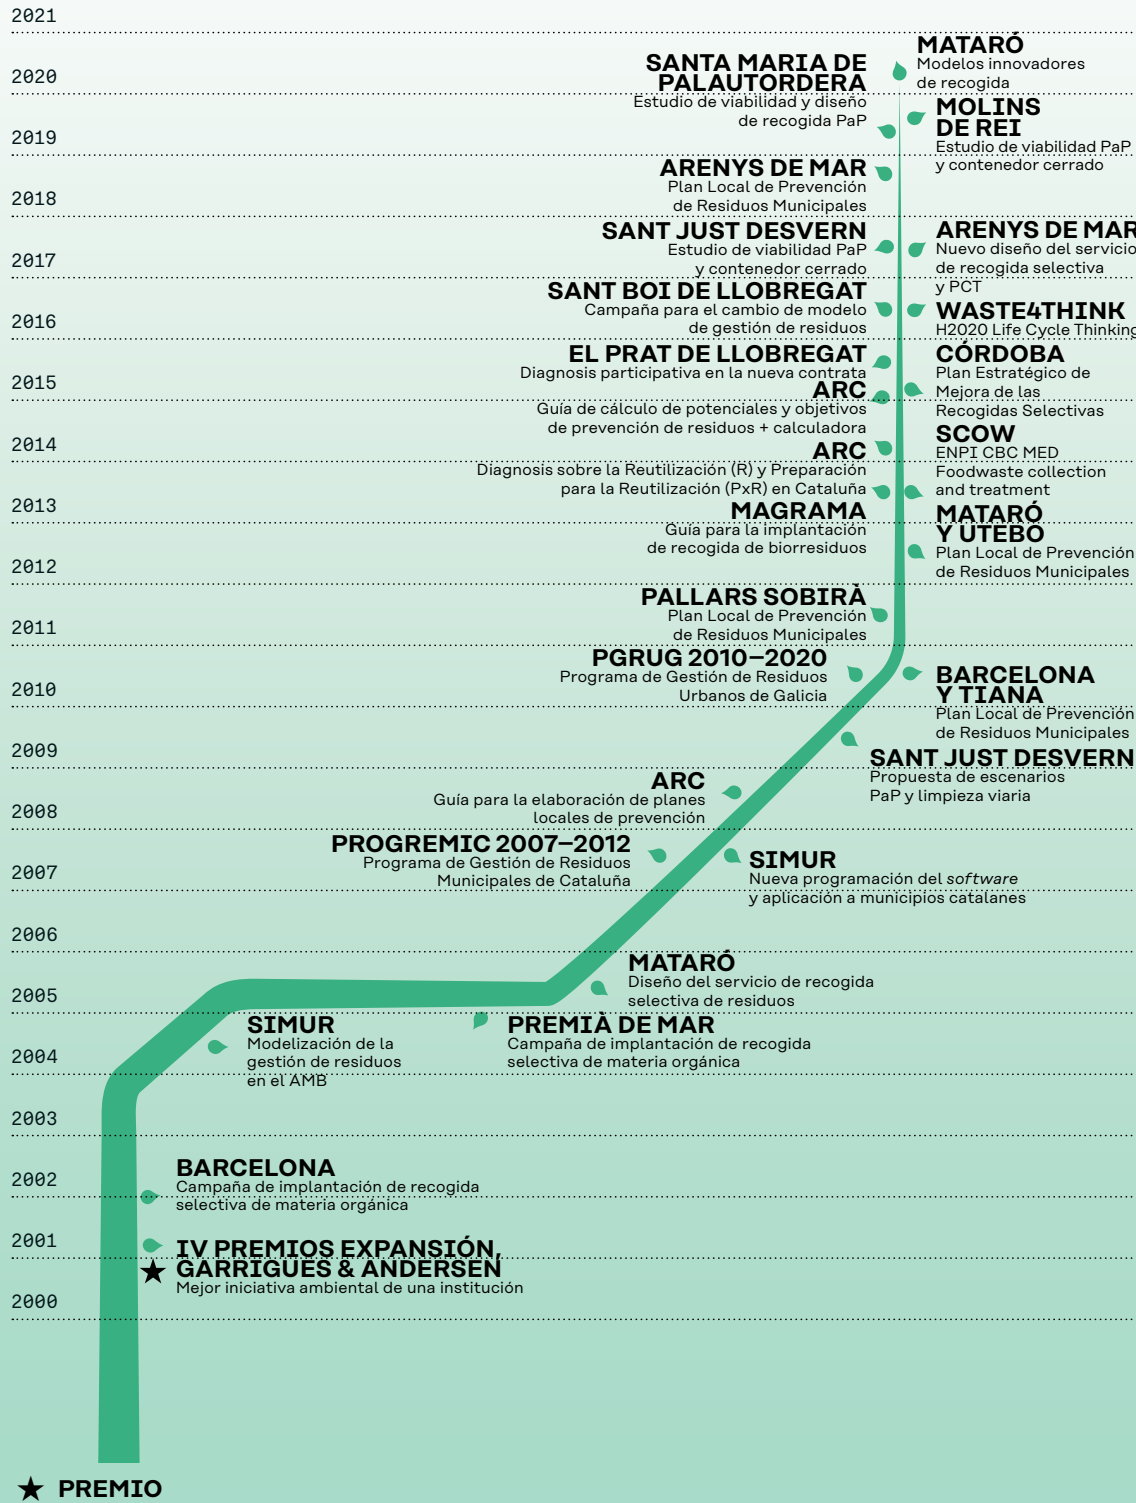 2021
MATARÓ
Modelos innovadores
de recogida
2020
SANTA MARIA DE
PALAUTORDERA
Estudio de viabilidad y diseño
de recogida PaP
MOLINS
DE REI
Estudio de viabilidad PaP
y contenedor cerrado
2019
ARENYS DE MAR
Plan Local de Prevención
de Residuos Municipales
2018
SANT JUST DESVERN
Estudio de viabilidad PaP
y contenedor cerrado
ARENYS DE MAR
Nuevo diseño del servicio
de recogida selectiva
y PCT
2017
SANT BOI DE LLOBREGAT
Campaña para el cambio de modelo
de gestión de residuos
WASTE4THINK
H2020 Life Cycle Thinking
2016
EL PRAT DE LLOBREGAT
Diagnosis participativa en la nueva contrata
CÓRDOBA
Plan Estratégico de
Mejora de las
Recogidas Selectivas
2015
ARC
Guía de cálculo de potenciales y objetivos
de prevención de residuos + calculadora
SCOW
ENPI CBC MED
Foodwaste collection
and treatment
2014
ARC
Diagnosis sobre la Reutilización (R) y Preparación
para la Reutilización (PxR) en Cataluña
2013
MAGRAMA
Guía para la implantación
de recogida de biorresiduos
MATARÓ
Y UTEBO
Plan Local de Prevención
de Residuos Municipales
2012
PALLARS SOBIRÀ
Plan Local de Prevención
de Residuos Municipales
2011
PGRUG 2010–2020
Programa de Gestión de Residuos
Urbanos de Galicia
BARCELONA
Y TIANA
Plan Local de Prevención
de Residuos Municipales
2010
2009
SANT JUST DESVERN
Propuesta de escenarios
PaP y limpieza viaria
ARC
Guía para la elaboración de planes
locales de prevención
2008
PROGREMIC 2007–2012
Programa de Gestión de Residuos
Municipales de Cataluña
SIMUR
Nueva programación del software
y aplicación a municipios catalanes
2007
2006
MATARÓ
Diseño del servicio de recogida
selectiva de residuos
2005
SIMUR
Modelización de la
gestión de residuos
en el AMB
PREMIÀ DE MAR
Campaña de implantación de recogida
selectiva de materia orgánica
2004
2003
BARCELONA
Campaña de implantación de recogida
selectiva de materia orgánica
2002
2001
IV PREMIOS EXPANSIÓN,
GARRIGUES & ANDERSEN
Mejor iniciativa ambiental de una institución
2000
PREMIO